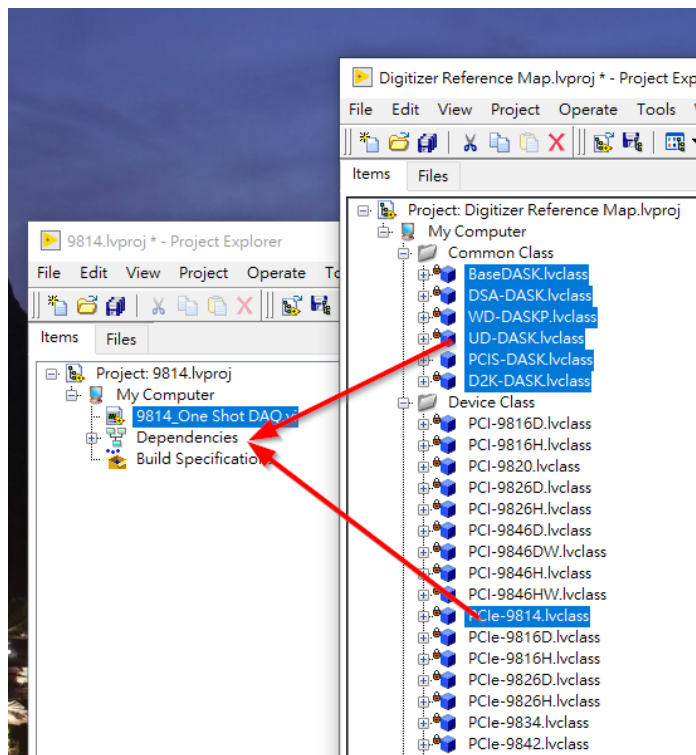 Digitizer Reference Map.lvproj * - Project Exp
File Edit View Project Operate Tools
Items Files
Project: Digitizer Reference Map.lvproj
My Computer
Common Class
BaseDASK.lvclass
DSA-DASK.lvclass
WD-DASKP.lvclass
UD-DASK.lvclass
PCIS-DASK.lvclass
D2K-DASK.lvclass
Device Class
PCI-9816D.lvclass
PCI-9816H.lvclass
PCI-9820.lvclass
PCI-9826D.lvclass
PCI-9826H.lvclass
PCI-9846D.lvclass
PCI-9846DW.lvclass
PCI-9846H.lvclass
PCI-9846HW.lvclass
PCIe-9814.lvclass
PCIe-9816D.lvclass
PCIe-9816H.lvclass
PCIe-9826D.lvclass
PCIe-9826H.lvclass
PCIe-9834.lvclass
PCIe-9842.lvclass
9814.lvproj * - Project Explorer
File Edit View Project Operate To
Items Files
Project: 9814.lvproj
My Computer
9814_One Shot DAQ.vi
Dependencies
Build Specification